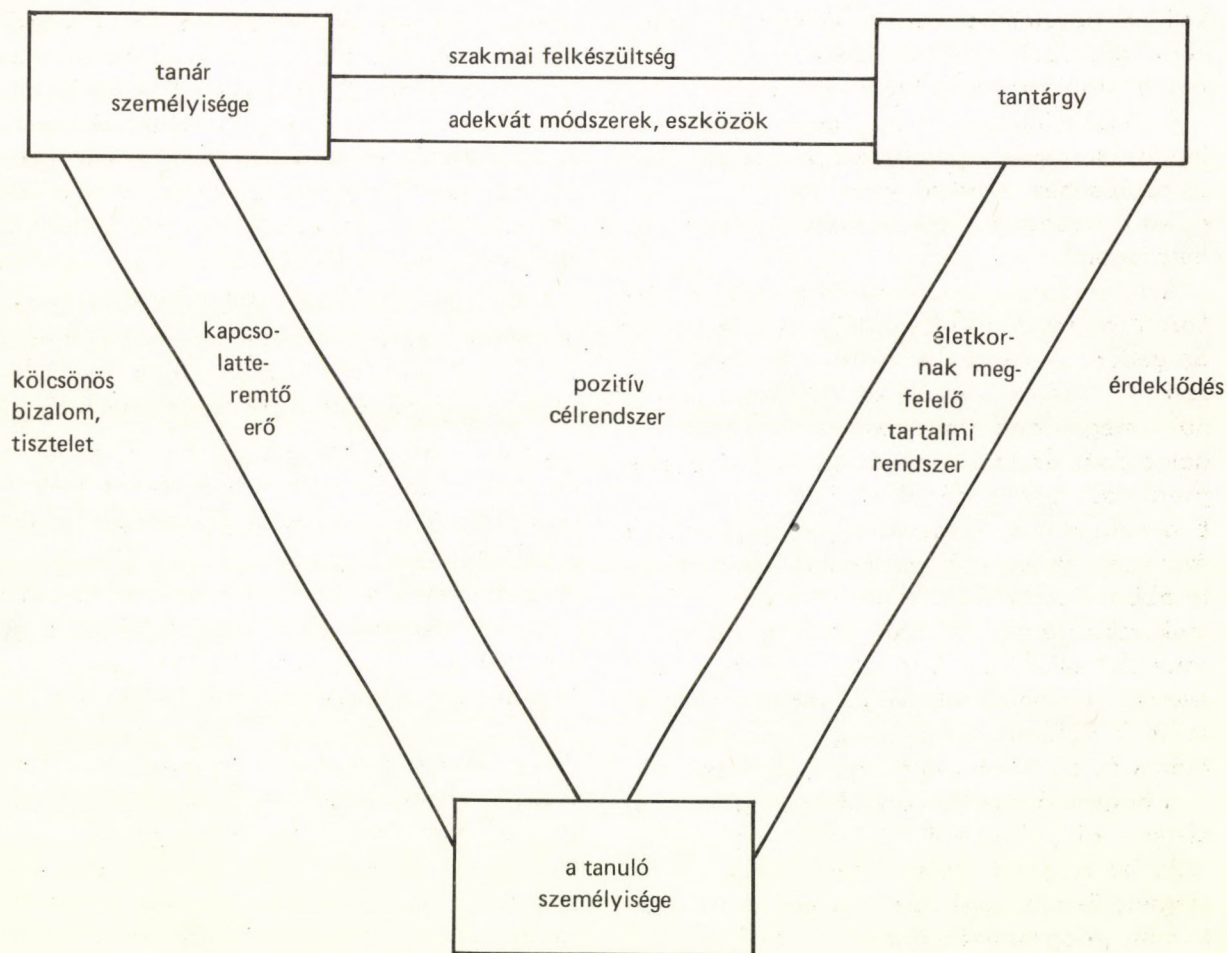 szakmai felkészültség
tanár
személyisége
tantárgy
adekvát módszerek, eszközök
kölcsönös
bizalom,
tisztelet
kapcso-
latte-
remtő
erő
pozitív
célrendszer
életkor-
nak meg-
felelő
tartalmi
rendszer
érdeklődés
a tanuló
személyisége